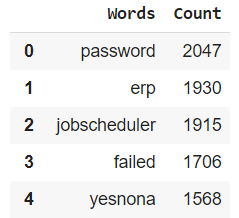 Words Count
0 password 2047
1 erp 1930
2 jobscheduler 1915
3 failed 1706
4 yesnona 1568